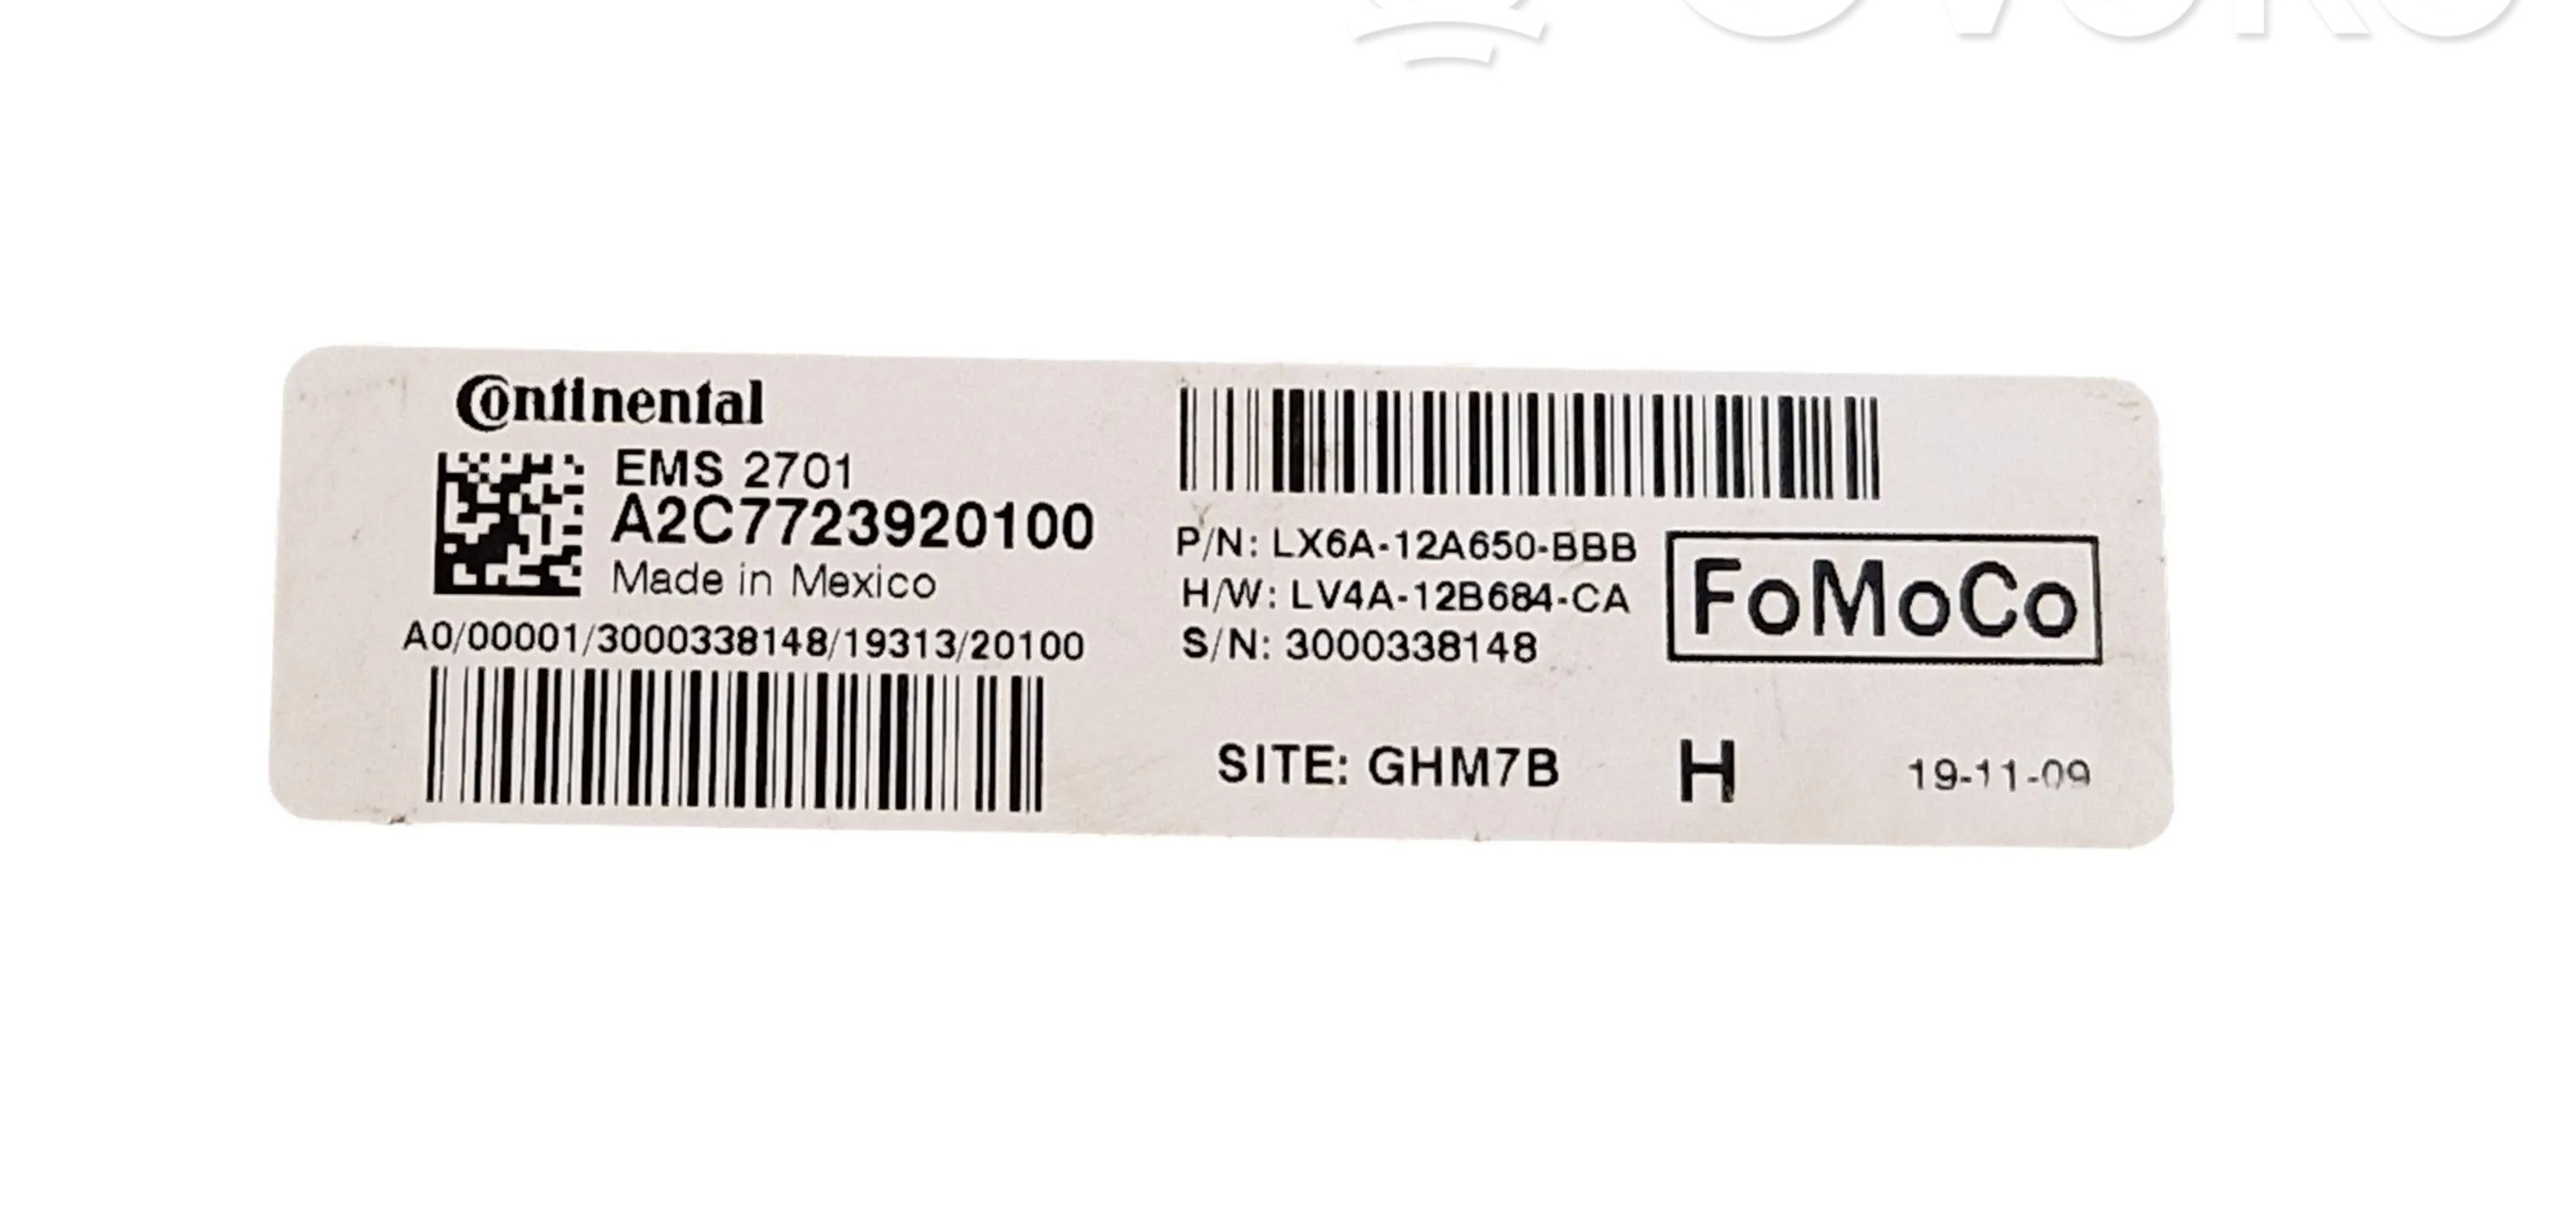 Continental
EMS 2701
A2C7723920100
Made in Mexico
A0/00001/3000338148/19313/20100
P/N: LX6A-12A650-BBB
H/W: LV4A-12B684-CA
S/N: 3000338148
FoMoCo
SITE: GHM7B
H
19-11-09